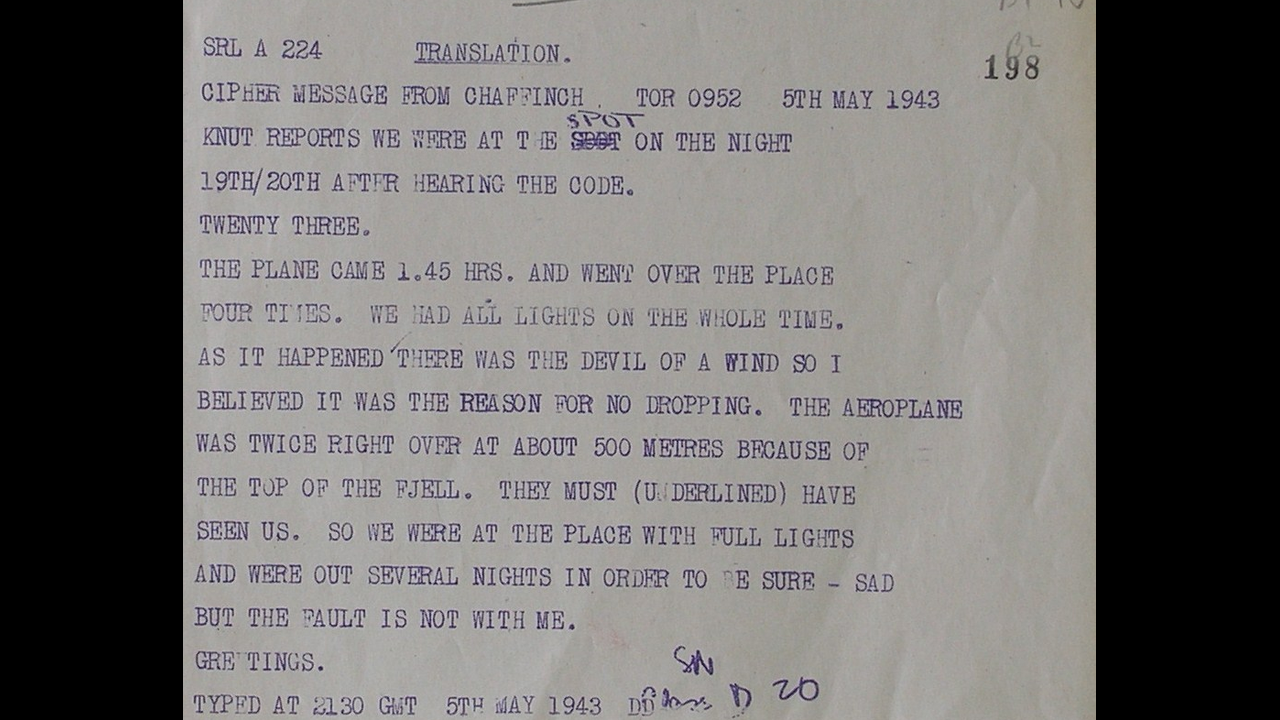 SRL A 224 TRANSLATION.
198
CIPHER MESSAGE FROM CHAFFINCH . TOR 0952 5TH MAY 1943
SPOT
KNUT REPORTS WE WERE AT THE ON THE NIGHT
19TH/20TH AFTER HEARING THE CODE.
TWENTY THREE.
THE PLANE CAME 1.45 HRS. AND WENT OVER THE PLACE
FOUR TIMES. WE HAD ALL LIGHTS ON THE WHOLE TIME.
AS IT HAPPENED THERE WAS THE DEVIL OF A WIND SO I
BELIEVED IT WAS THE REASON FOR NO DROPPING. THE AEROPLANE
WAS TWICE RIGHT OVER AT ABOUT 500 METRES BECAUSE OF
THE TOP OF THE FJELL. THEY MUST (UNDERLINED) HAVE
SEEN US. SO WE WERE AT THE PLACE WITH FULL LIGHTS
AND WERE OUT SEVERAL NIGHTS IN ORDER TO BE SURE - SAD
BUT THE FAULT IS NOT WITH ME.
GREETINGS.
SN
TYPED AT 2130 GMT 5TH MAY 1943 DD D 20